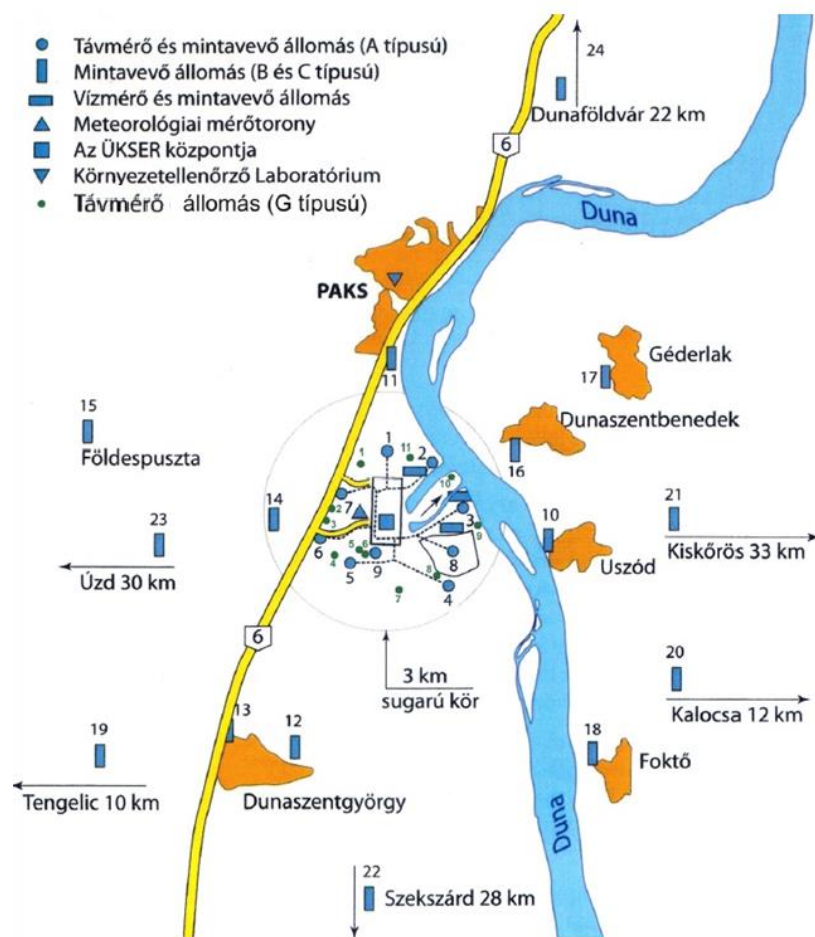 Távmérő és mintavevő állomás (A típusú)
Mintavevő állomás (B és C típusú)
Vízmérő és mintavevő állomás
Meteorológiai mérőtorony
Az ÜKSER központja
Környezetellenőrző Laboratórium
Távmérő állomás (G típusú)
24
Dunaföldvár 22 km
6
Duna
PAKS
11
17
Géderlak
Dunaszentbenedek
16
15
Földespuszta
1
1
11
2
10
14
2
7
3
3
9
10
Uszód
21
Kiskőrös 33 km
23
Úzd 30 km
6
4
5
5
6
9
8
8
4
7
6
3 km
sugarú kör
20
Kalocsa 12 km
13
12
19
Tengelic 10 km
Dunaszentgyörgy
18
Foktő
Duna
22
Szekszárd 28 km